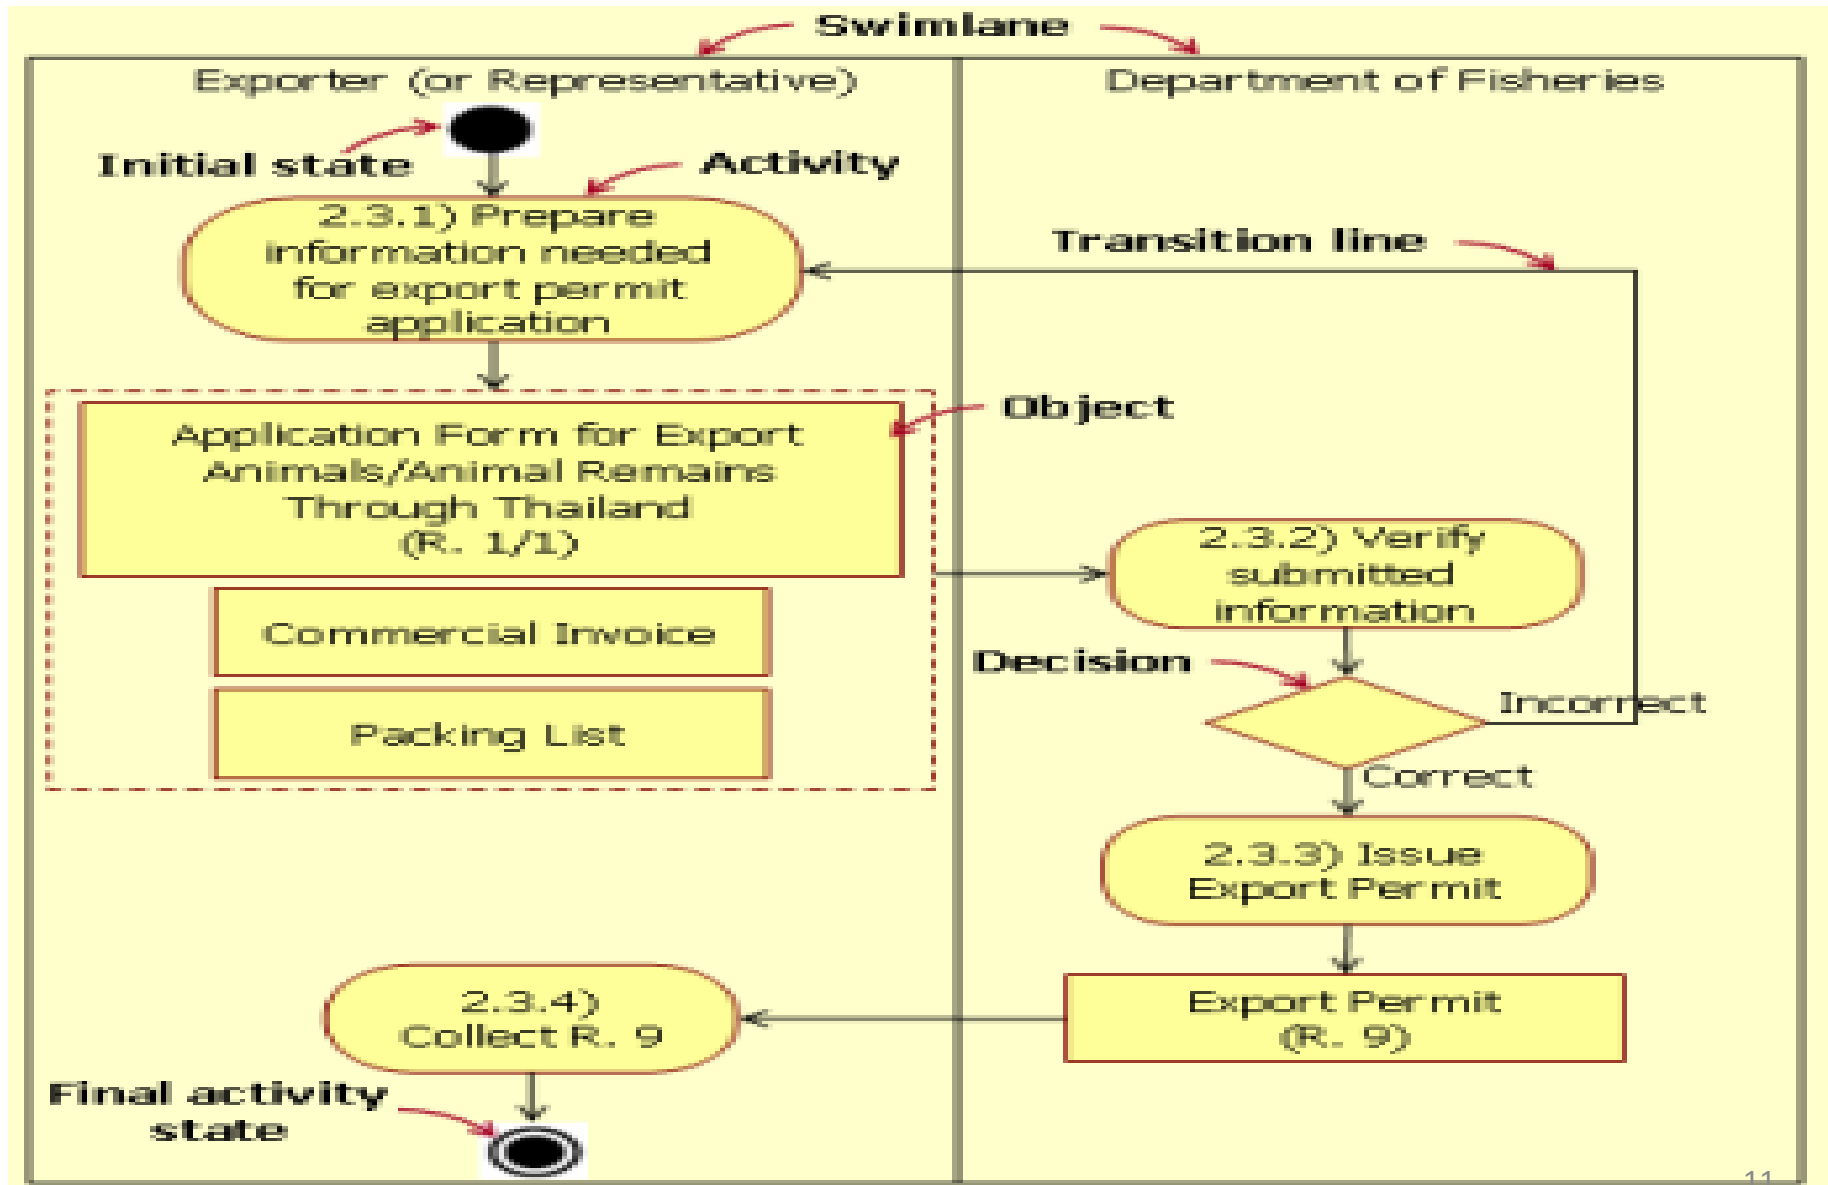 Swimlane
Exporter (or Representative)
Department of Fisheries
Initial state
Activity
2.3.1) Prepare
information needed
for export permit
application
Transition line
Object
Application Form for Export
Animals/Animal Remains
Through Thailand
(R. 1/1)
Commercial Invoice
Packing List
2.3.2) Verify
submitted
information
Decision
Incorrect
Correct
2.3.3) Issue
Export Permit
Export Permit
(R. 9)
2.3.4)
Collect R. 9
Final activity
state
11